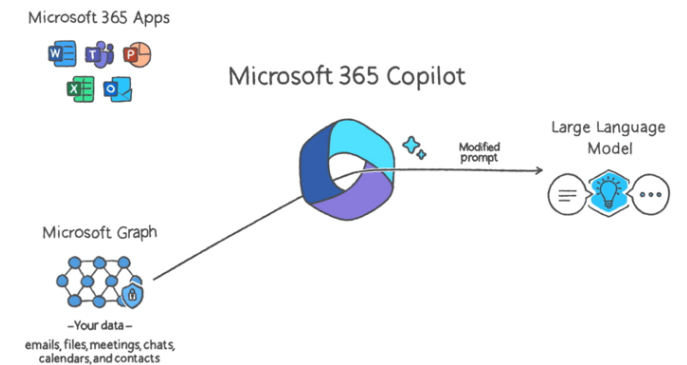 Microsoft 365 Apps
W
T
P
X
O
Microsoft 365 Copilot
Modified
prompt
Large Language
Model
Microsoft Graph
–Your data–
emails, files, meetings, chats,
calendars, and contacts